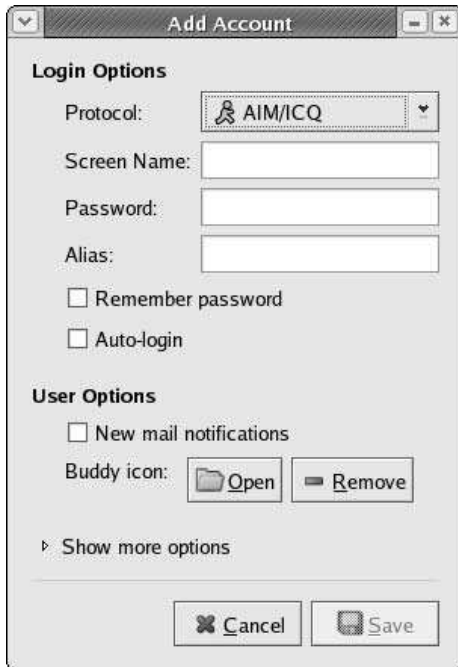 Add Account
Login Options
Protocol: AIM/ICQ
Screen Name:
Password:
Alias:
Remember password
Auto-login
User Options
New mail notifications
Buddy icon: Open Remove
Show more options
Cancel Save